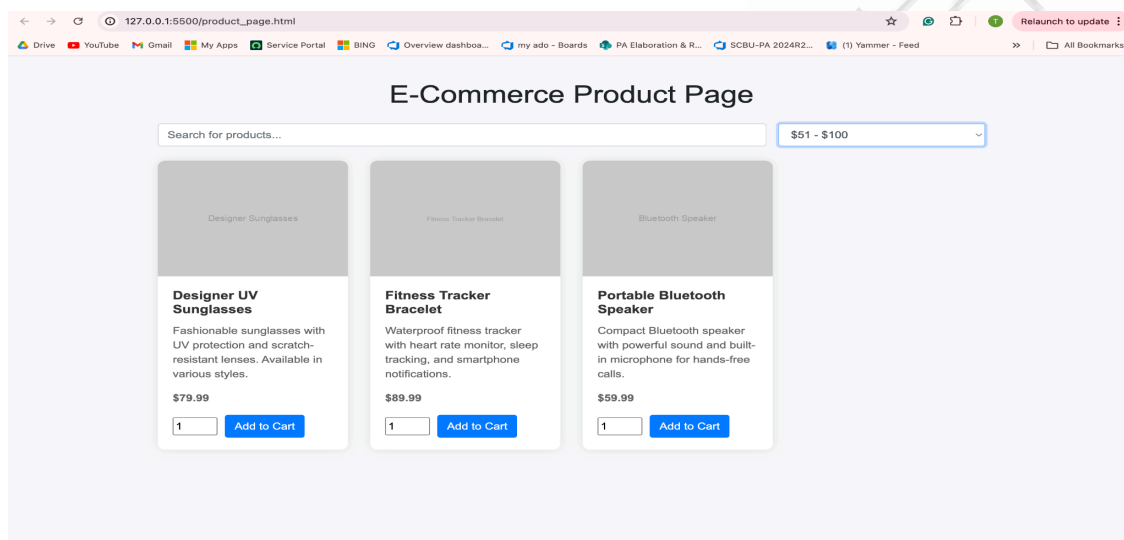 127.0.0.1:5500/product_page.html
T
Relaunch to update
Drive YouTube Gmail My Apps Service Portal BING Overview dashboa... my ado - Boards PA Elaboration & R... SCBU-PA 2024R2... (1) Yammer - Feed » All Bookmarks
E-Commerce Product Page
Search for products...
$51 - $100
Designer Sunglasses
Fitness Tracker Bracelet
Bluetooth Speaker
Designer UV
Sunglasses
Fashionable sunglasses with
UV protection and scratch-
resistant lenses. Available in
various styles.
$79.99
1 Add to Cart
Fitness Tracker
Bracelet
Waterproof fitness tracker
with heart rate monitor, sleep
tracking, and smartphone
notifications.
$89.99
1 Add to Cart
Portable Bluetooth
Speaker
Compact Bluetooth speaker
with powerful sound and built-
in microphone for hands-free
calls.
$59.99
1 Add to Cart